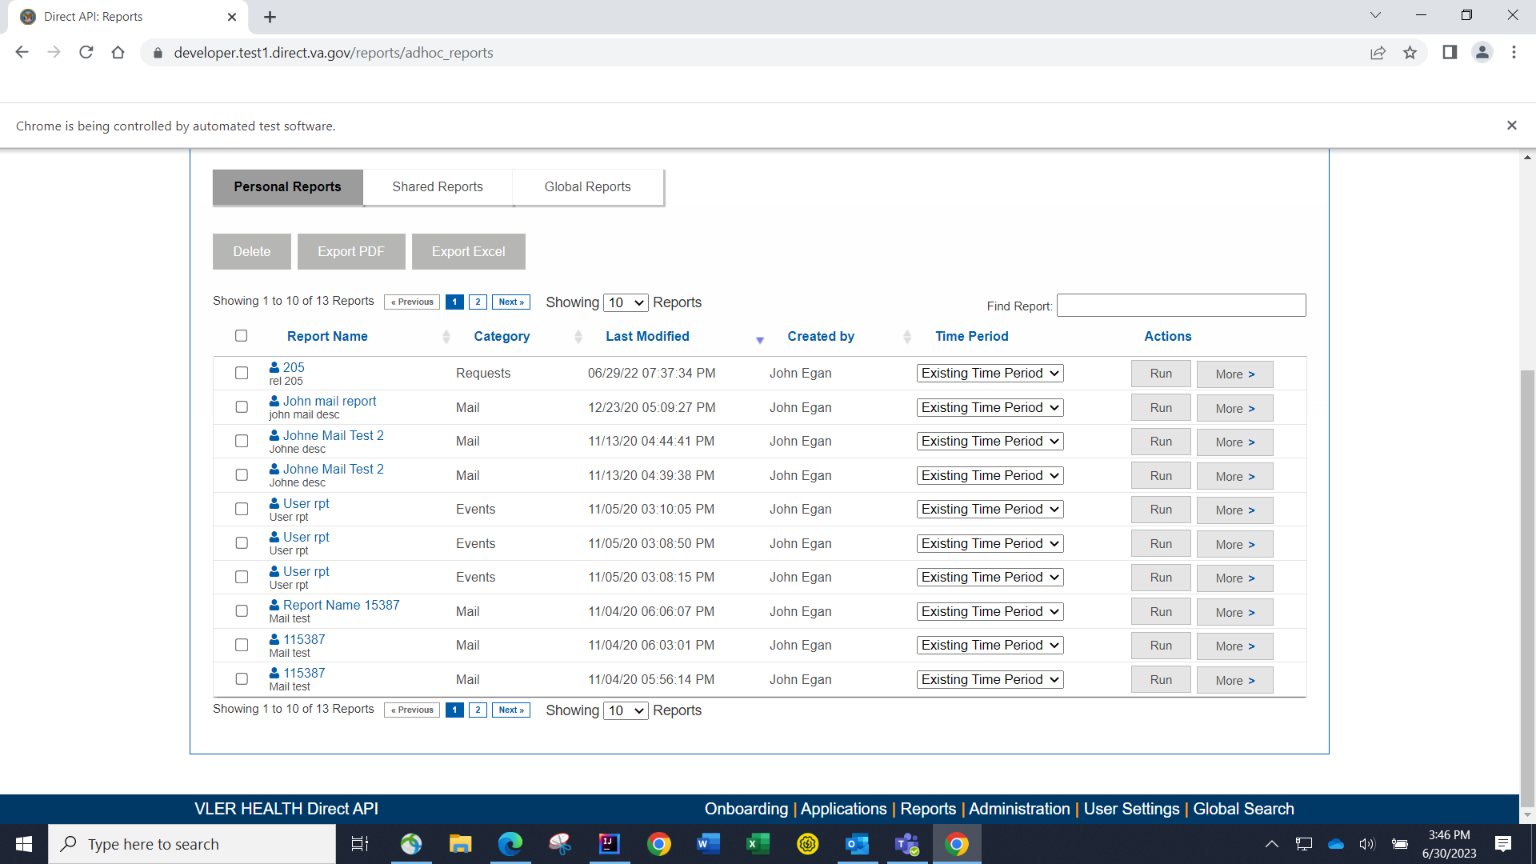 Direct API: Reports
developer.test1.direct.va.gov/reports/adhoc_reports
Chrome is being controlled by automated test software.
Personal Reports Shared Reports Global Reports
Delete Export PDF Export Excel
Showing 1 to 10 of 13 Reports « Previous 1 2 Next » Showing 10 Reports Find Report:
Report Name Category Last Modified Created by Time Period Actions
205 Requests 06/29/22 07:37:34 PM John Egan Existing Time Period Run More >
rel 205
John mail report Mail 12/23/20 05:09:27 PM John Egan Existing Time Period Run More >
john mail desc
Johne Mail Test 2 Mail 11/13/20 04:44:41 PM John Egan Existing Time Period Run More >
Johne desc
Johne Mail Test 2 Mail 11/13/20 04:39:38 PM John Egan Existing Time Period Run More >
Johne desc
User rpt Events 11/05/20 03:10:05 PM John Egan Existing Time Period Run More >
User rpt
User rpt Events 11/05/20 03:08:50 PM John Egan Existing Time Period Run More >
User rpt
User rpt Events 11/05/20 03:08:15 PM John Egan Existing Time Period Run More >
User rpt
Report Name 15387 Mail 11/04/20 06:06:07 PM John Egan Existing Time Period Run More >
Mail test
115387 Mail 11/04/20 06:03:01 PM John Egan Existing Time Period Run More >
Mail test
115387 Mail 11/04/20 05:56:14 PM John Egan Existing Time Period Run More >
Mail test
Showing 1 to 10 of 13 Reports « Previous 1 2 Next » Showing 10 Reports
VLER HEALTH Direct API Onboarding | Applications | Reports | Administration | User Settings | Global Search
Type here to search
3:46 PM
6/30/2023